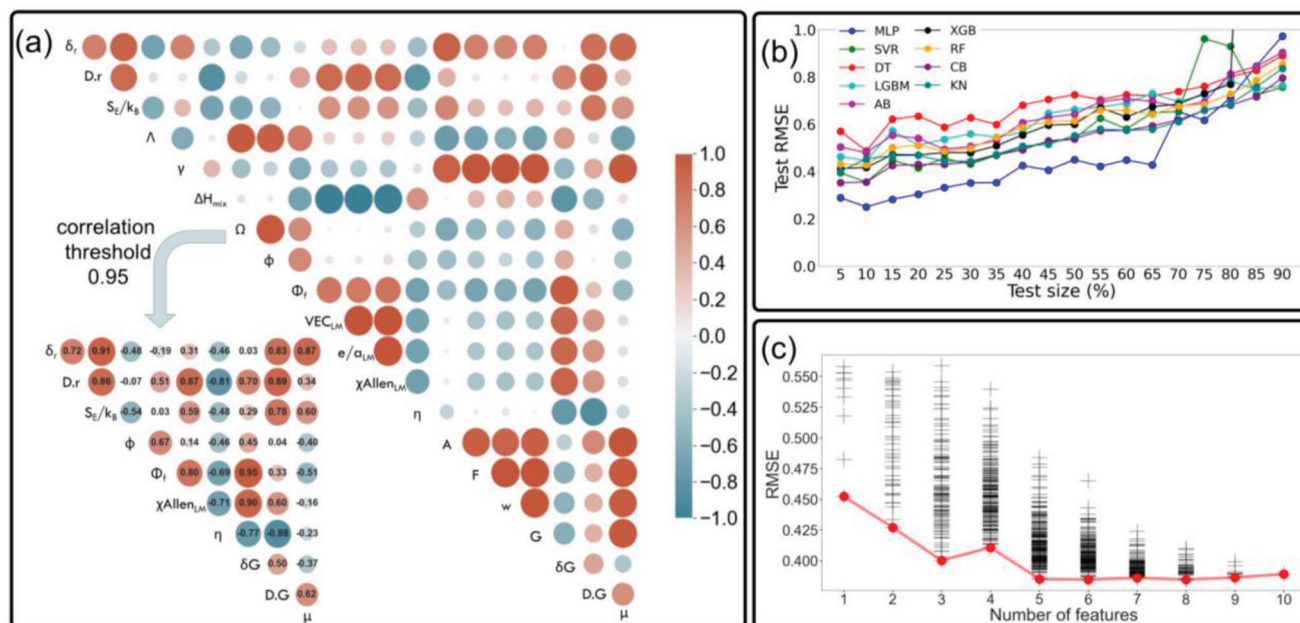 (a)
δr
D.r
SE/kB
Λ
γ
ΔHmix
Ω
ϕ
Φf
VECLM
e/aLM
χAllenLM
η
A
F
w
G
δG
D.G
μ
correlation
threshold
0.95
1.0
0.8
0.6
0.4
0.2
0.0
−0.2
−0.4
−0.6
−0.8
−1.0
δr 0.72 0.91 -0.48 -0.19 0.31 -0.46 0.03 0.83 0.87
D.r 0.86 -0.07 0.51 0.87 -0.81 0.70 0.89 0.34
SE/kB -0.54 0.03 0.59 -0.48 0.29 0.78 0.60
ϕ 0.67 0.14 -0.46 0.45 0.04 -0.40
Φf 0.80 -0.69 0.95 0.33 -0.51
χAllenLM -0.71 0.90 0.60 -0.16
η -0.77 -0.88 -0.23
δG 0.50 -0.37
D.G 0.62
μ
(b)
MLP XGB
SVR RF
DT CB
LGBM KN
AB
Test RMSE
1.0
0.8
0.6
0.4
0.2
0.0
5 10 15 20 25 30 35 40 45 50 55 60 65 70 75 80 85 90
Test size (%)
(c)
RMSE
0.550
0.525
0.500
0.475
0.450
0.425
0.400
1 2 3 4 5 6 7 8 9 10
Number of features